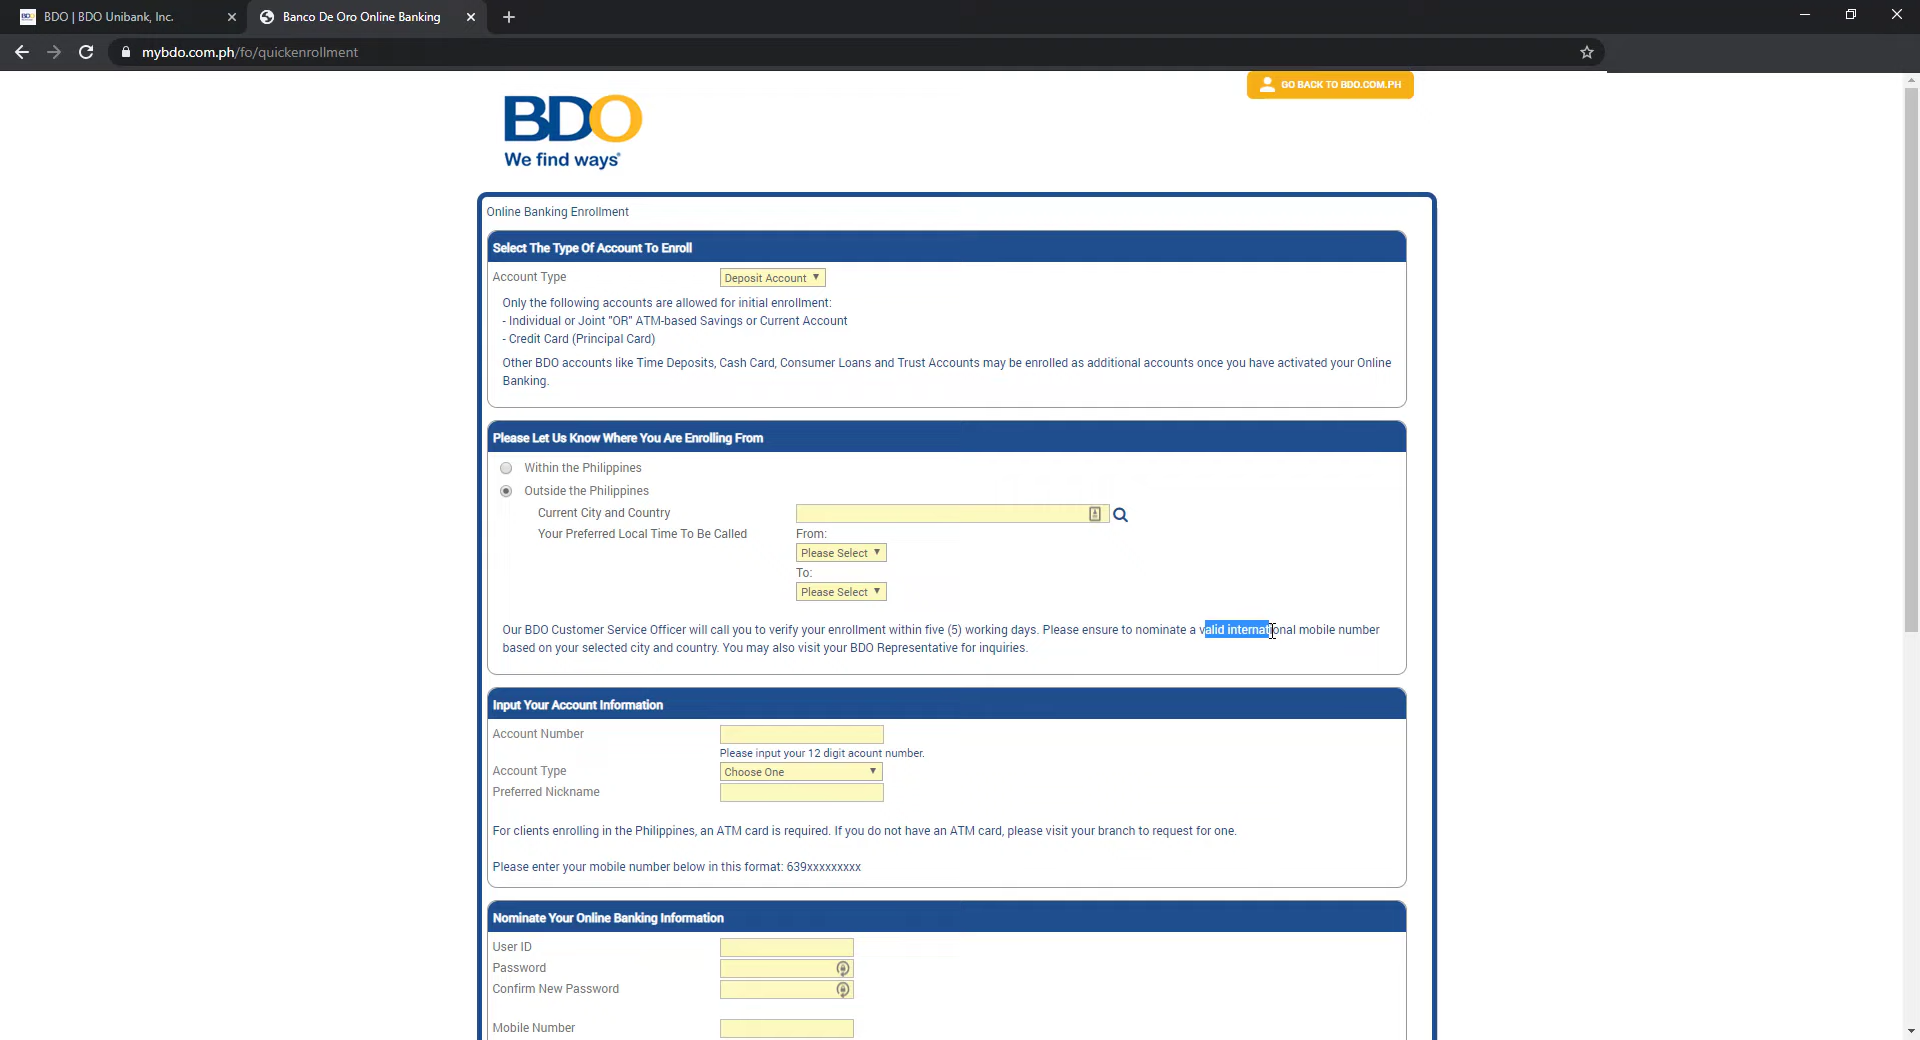 BDO | BDO Unibank, Inc.
Banco De Oro Online Banking
mybdo.com.ph/fo/quickenrollment
GO BACK TO BDO.COM.PH
BDO
We find ways®
Online Banking Enrollment
Select The Type Of Account To Enroll
Account Type Deposit Account
Only the following accounts are allowed for initial enrollment:
- Individual or Joint "OR" ATM-based Savings or Current Account
- Credit Card (Principal Card)
Other BDO accounts like Time Deposits, Cash Card, Consumer Loans and Trust Accounts may be enrolled as additional accounts once you have activated your Online
Banking.
Please Let Us Know Where You Are Enrolling From
Within the Philippines
Outside the Philippines
Current City and Country
Your Preferred Local Time To Be Called From:
Please Select
To:
Please Select
Our BDO Customer Service Officer will call you to verify your enrollment within five (5) working days. Please ensure to nominate a valid international mobile number
based on your selected city and country. You may also visit your BDO Representative for inquiries.
Input Your Account Information
Account Number
Please input your 12 digit acount number.
Account Type Choose One
Preferred Nickname
For clients enrolling in the Philippines, an ATM card is required. If you do not have an ATM card, please visit your branch to request for one.
Please enter your mobile number below in this format: 639xxxxxxxxx
Nominate Your Online Banking Information
User ID
Password
Confirm New Password
Mobile Number